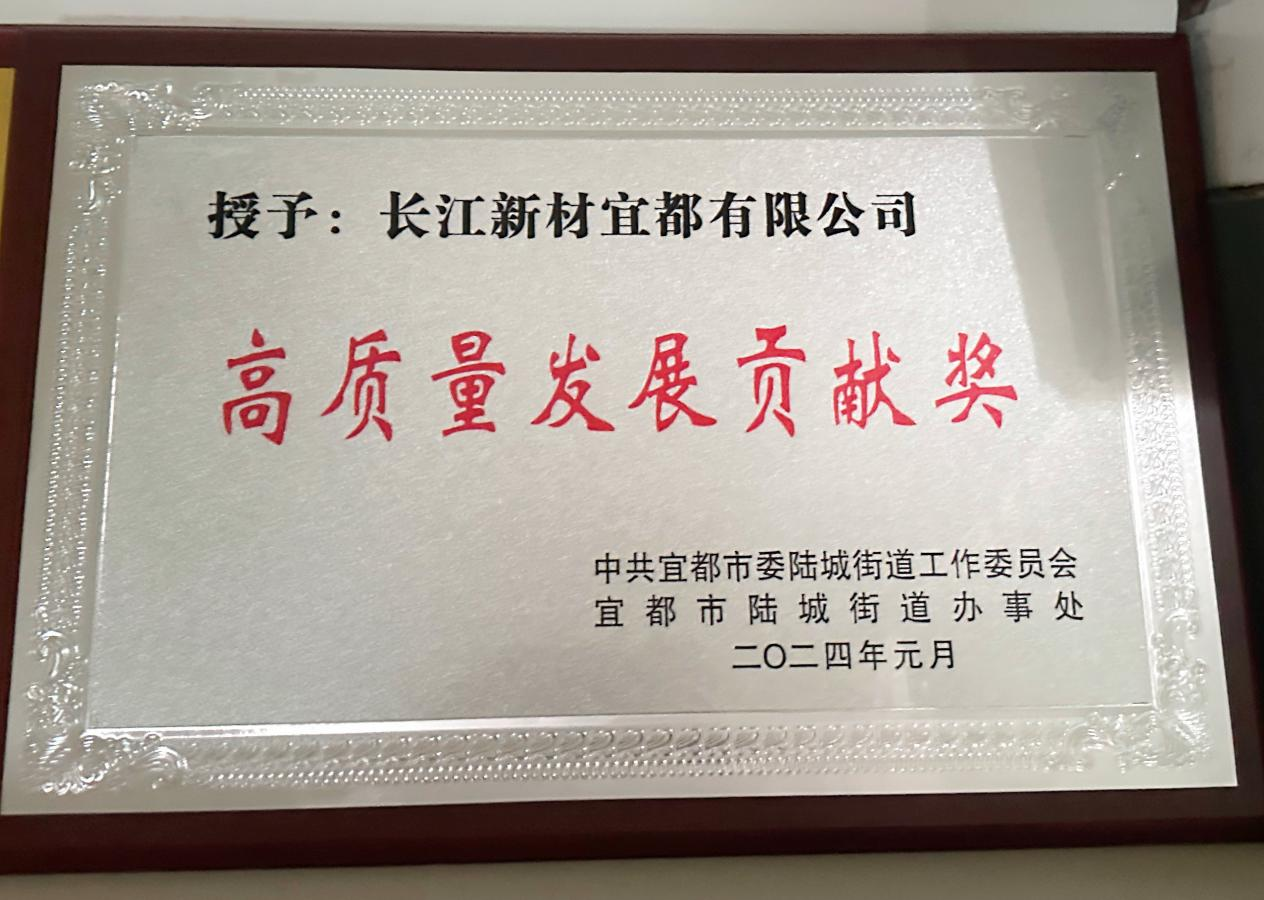 授予：长江新材宜都有限公司
高质量发展贡献奖
中共宜都市委陆城街道工作委员会
宜都市陆城街道办事处
二〇二四年元月